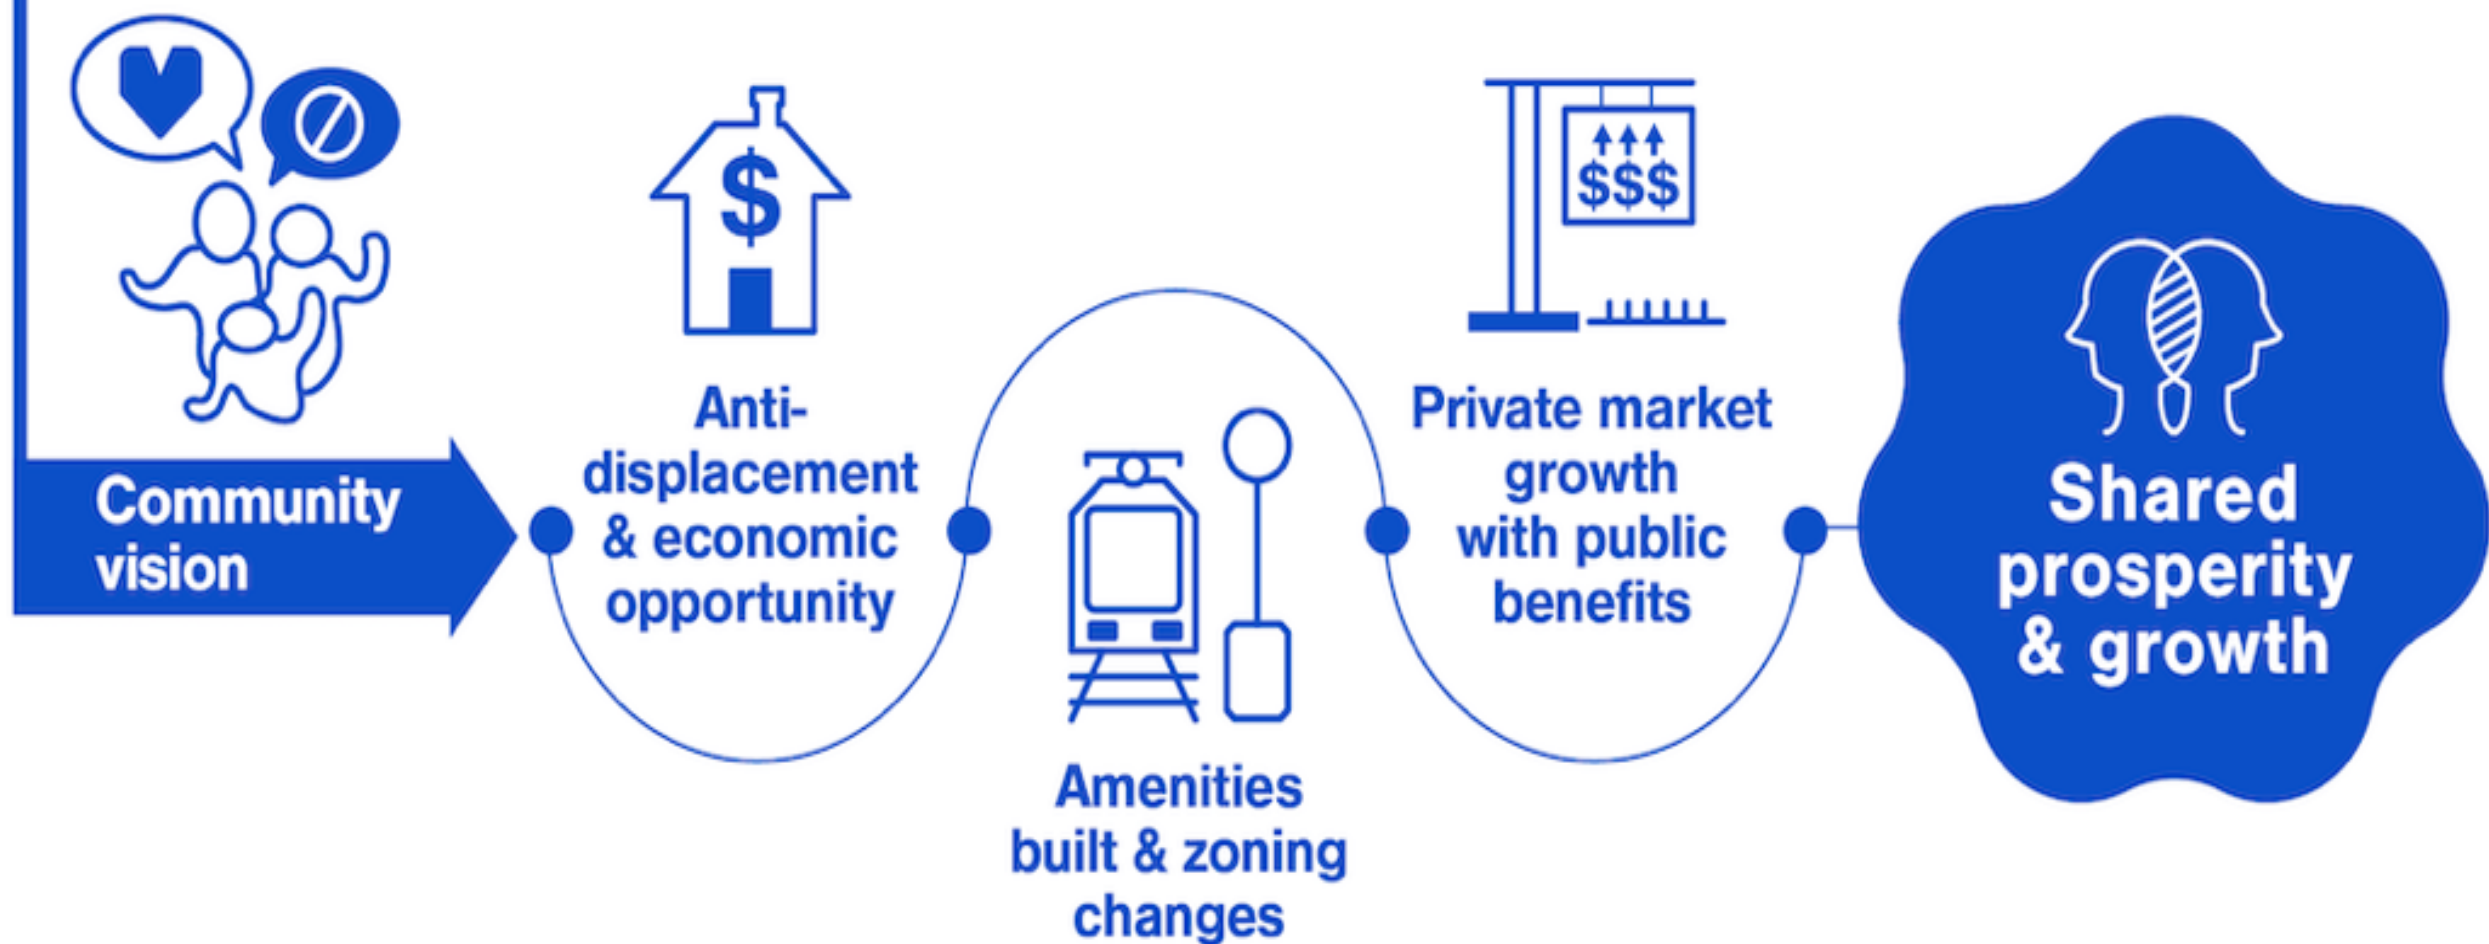 Community
vision
$
Anti-
displacement
& economic
opportunity
Amenities
built & zoning
changes
$$$
Private market
growth
with public
benefits
Shared
prosperity
& growth